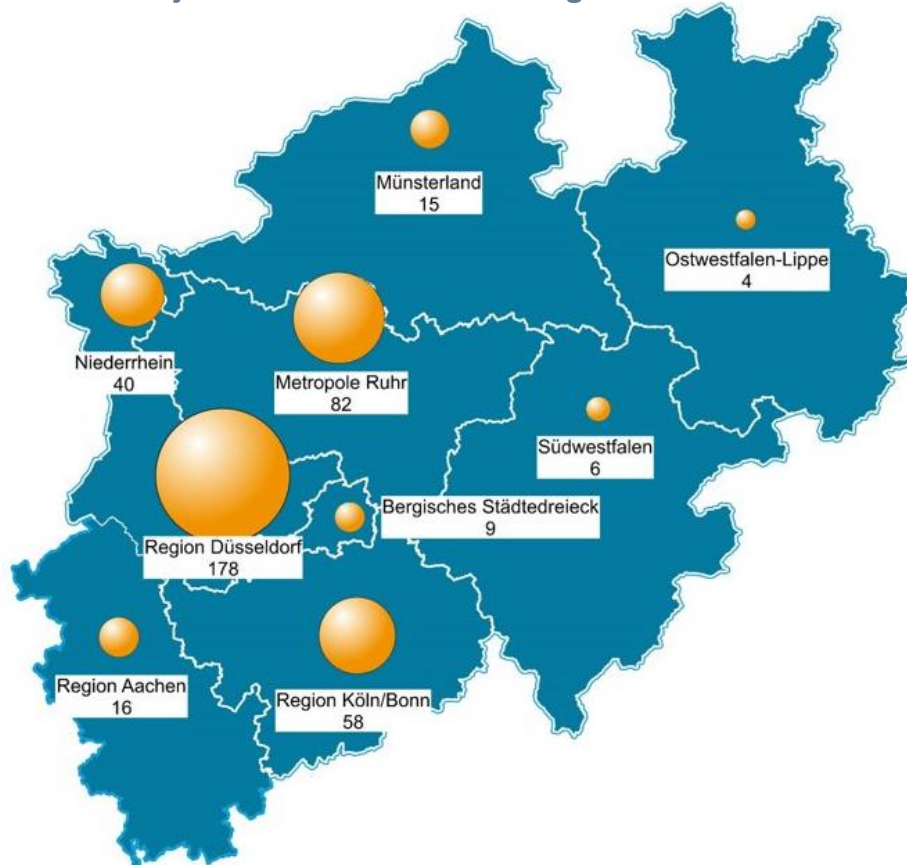 Münsterland
15
Ostwestfalen-Lippe
4
Niederrhein
40
Metropole Ruhr
82
Südwestfalen
6
Bergisches Städtedreieck
9
Region Düsseldorf
178
Region Aachen
16
Region Köln/Bonn
58